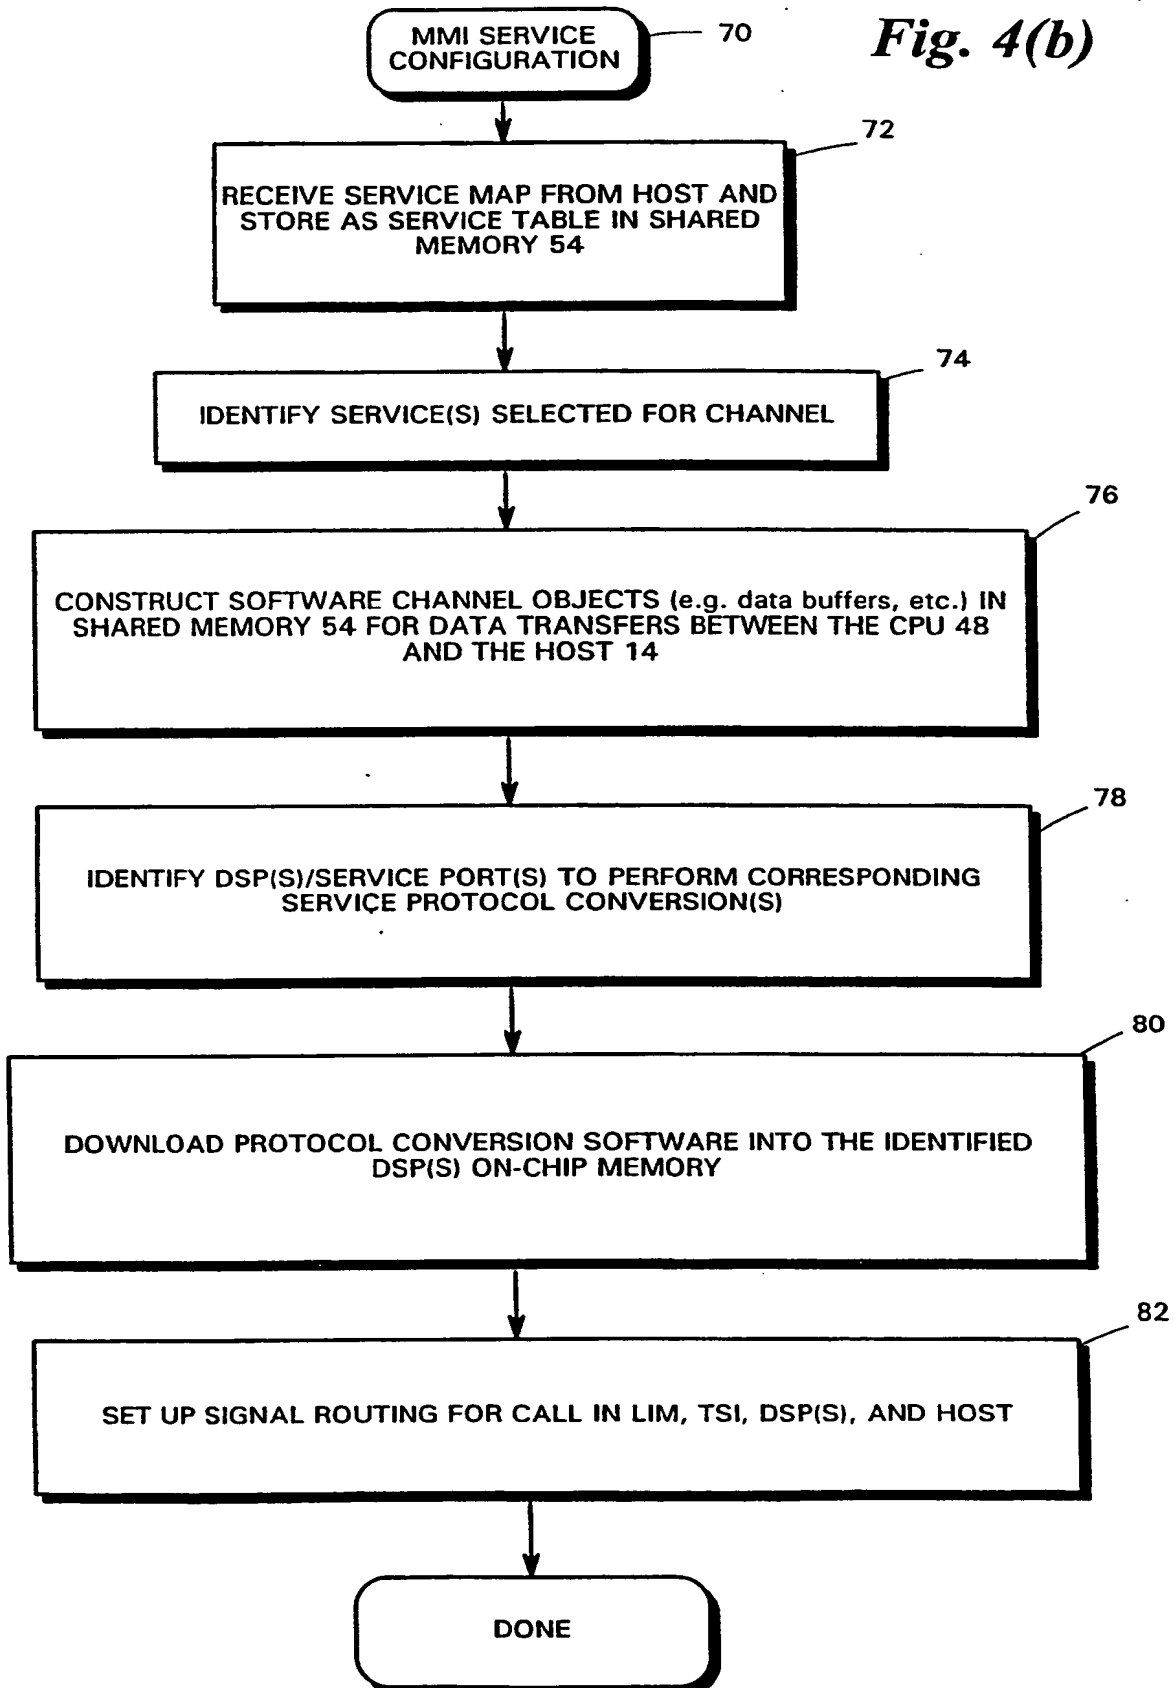 Fig. 4(b)
MMI SERVICE
CONFIGURATION
70
72
RECEIVE SERVICE MAP FROM HOST AND
STORE AS SERVICE TABLE IN SHARED
MEMORY 54
74
IDENTIFY SERVICE(S) SELECTED FOR CHANNEL
76
CONSTRUCT SOFTWARE CHANNEL OBJECTS (e.g. data buffers, etc.) IN
SHARED MEMORY 54 FOR DATA TRANSFERS BETWEEN THE CPU 48
AND THE HOST 14
78
IDENTIFY DSP(S)/SERVICE PORT(S) TO PERFORM CORRESPONDING
SERVICE PROTOCOL CONVERSION(S)
80
DOWNLOAD PROTOCOL CONVERSION SOFTWARE INTO THE IDENTIFIED
DSP(S) ON-CHIP MEMORY
82
SET UP SIGNAL ROUTING FOR CALL IN LIM, TSI, DSP(S), AND HOST
DONE